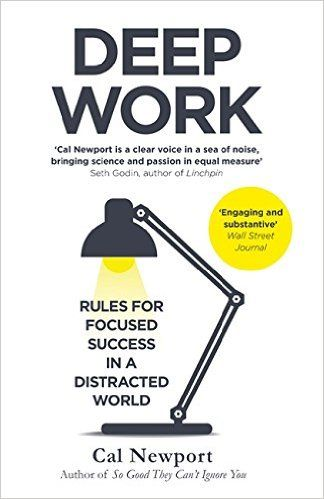 DEEP
WORK
‘Cal Newport is a clear voice in a sea of noise,
bringing science and passion in equal measure’
Seth Godin, author of Linchpin
‘Engaging and
substantive’
Wall Street
Journal
RULES FOR
FOCUSED
SUCCESS
IN A
DISTRACTED
WORLD
Cal Newport
Author of So Good They Can’t Ignore You